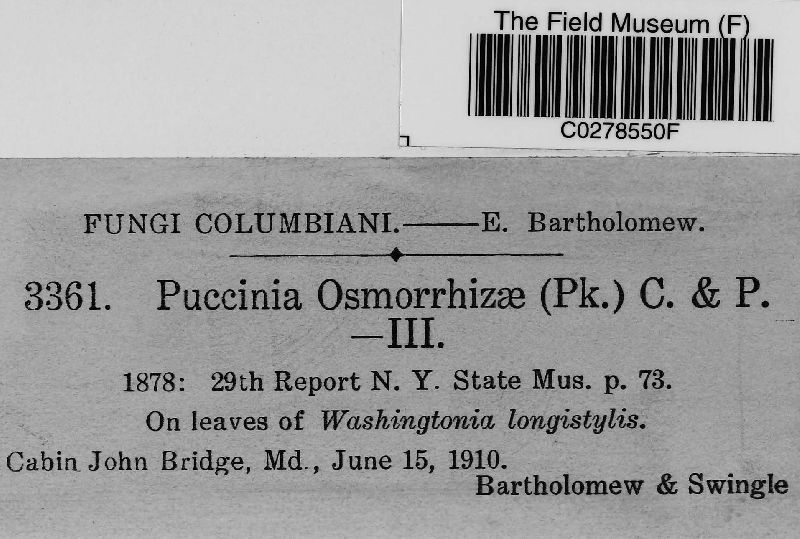 The Field Museum (F)
C0278550F
FUNGI COLUMBIANI.——E. Bartholomew.
3361. Puccinia Osmorrhizæ (Pk.) C. & P.
—III.
1878: 29th Report N. Y. State Mus. p. 73.
On leaves of Washingtonia longistylis.
Cabin John Bridge, Md., June 15, 1910.
Bartholomew & Swingle